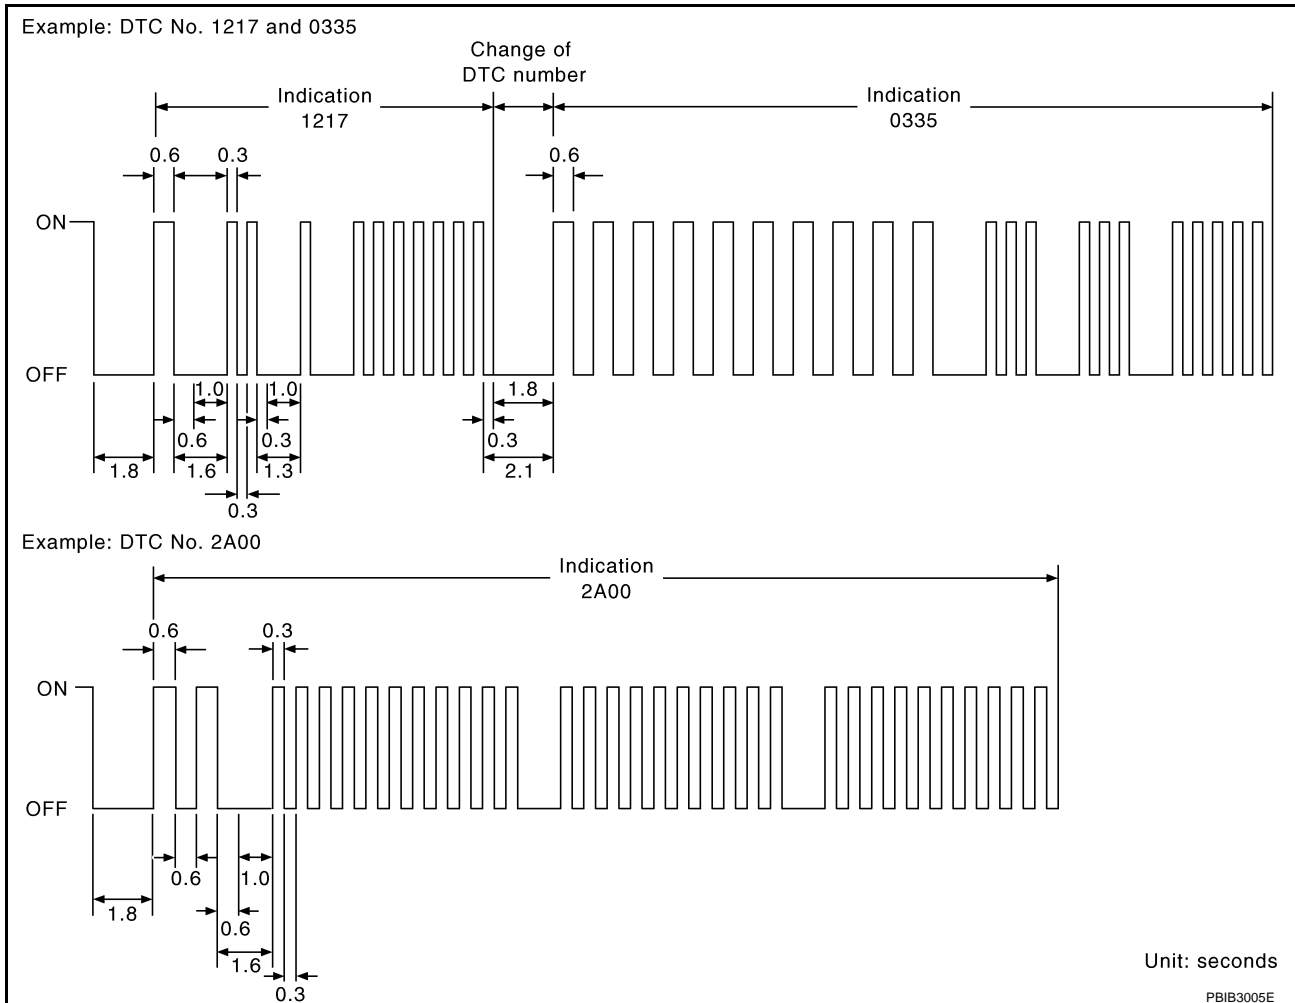 Example: DTC No. 1217 and 0335
Change of
DTC number
Indication
1217
Indication
0335
0.6
0.3
0.6
ON
OFF
1.0
1.0
1.8
0.6
0.3
0.3
1.8
1.6
1.3
2.1
0.3
Example: DTC No. 2A00
Indication
2A00
0.6
0.3
ON
OFF
0.6
1.0
1.8
0.6
1.6
0.3
Unit: seconds
PBIB3005E